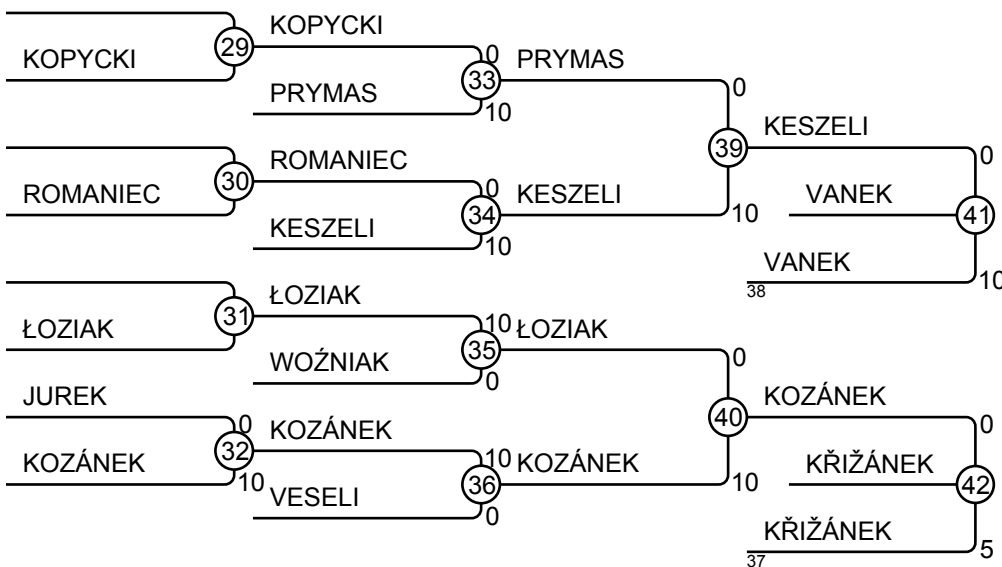 KOPYCKI
29
KOPYCKI
0
33
10
PRYMAS
PRYMAS
0
39
10
KESZELI
ROMANIEC
30
ROMANIEC
0
34
10
KESZELI
KESZELI
0
41
10
VANEK
VANEK
38
ŁOZIAK
31
ŁOZIAK
10
35
0
WOŹNIAK
ŁOZIAK
0
40
10
KOZÁNEK
JUREK
0
32
10
KOZÁNEK
KOZÁNEK
10
36
0
VESELI
KOZÁNEK
0
42
5
KŘIŽÁNEK
KŘIŽÁNEK
37